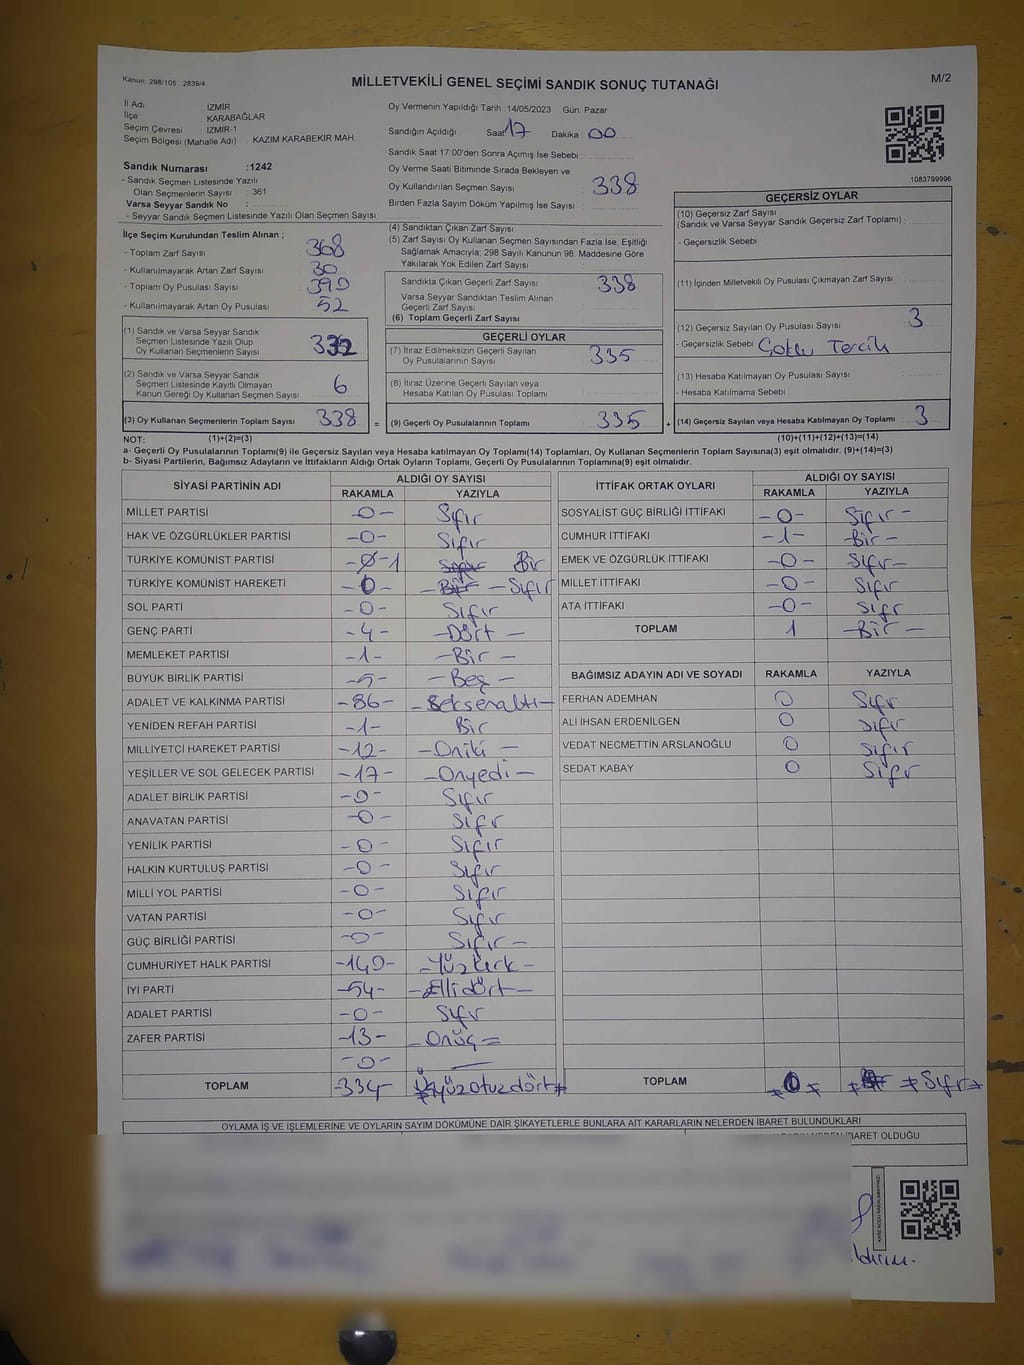 Kanun: 298/105 2839/4
MİLLETVEKİLİ GENEL SEÇİMİ SANDIK SONUÇ TUTANAĞI
M/2
İl Adı : İZMİR
İlçe KARABAĞLAR
Seçim Çevresi : İZMİR-1
Seçim Bölgesi (Mahalle Adı) : KAZIM KARABEKİR MAH.
Sandık Numarası :1242
- Sandık Seçmen Listesinde Yazılı
Olan Seçmenlerin Sayısı : 361
Varsa Seyyar Sandık No :
- Seyyar Sandık Seçmen Listesinde Yazılı Olan Seçmen Sayısı:
Oy Vermenin Yapıldığı Tarih : 14/05/2023 Gün: Pazar
Sandığın Açıldığı Saat 17 Dakika 00
Sandık Saat 17:00'den Sonra Açımış İse Sebebi :
Oy Verme Saati Bitiminde Sırada Bekleyen ve
Oy Kullandırılan Seçmen Sayısı : 338
Birden Fazla Sayım Döküm Yapılmış İse Sayısı :
1083799996
İlçe Seçim Kurulundan Teslim Alınan ;
- Toplam Zarf Sayısı : 368
- Kullanılmayarak Artan Zarf Sayısı : 30
- Toplam Oy Pusulası Sayısı : 390
- Kullanılmayarak Artan Oy Pusulası : 52
(1) Sandık ve Varsa Seyyar Sandık
Seçmen Listesinde Yazılı Olup
Oy Kullanan Seçmenlerin Sayısı 332
(2) Sandık ve Varsa Seyyar Sandık
Seçmen Listesinde Kayıtlı Olmayan
Kanun Gereği Oy Kullanan Seçmen Sayısı 6
(3) Oy Kullanan Seçmenlerin Toplam Sayısı 338
(4) Sandıktan Çıkan Zarf Sayısı :
(5) Zarf Sayısı Oy Kullanan Seçmen Sayısından Fazla İse, Eşitliği
Sağlamak Amacıyla; 298 Sayılı Kanunun 98. Maddesine Göre
Yakılarak Yok Edilen Zarf Sayısı :
Sandıkta Çıkan Geçerli Zarf Sayısı : 338
Varsa Seyyar Sandıktan Teslim Alınan
Geçerli Zarf Sayısı :
(6) Toplam Geçerli Zarf Sayısı :
GEÇERLİ OYLAR
(7) İtiraz Edilmeksizin Geçerli Sayılan
Oy Pusulalarının Sayısı 335
(8) İtiraz Üzerine Geçerli Sayılan veya
Hesaba Katılan Oy Pusulası Toplamı
= (9) Geçerli Oy Pusulalarının Toplamı 335 +
GEÇERSİZ OYLAR
(10) Geçersiz Zarf Sayısı
(Sandık ve Varsa Seyyar Sandık Geçersiz Zarf Toplamı) :
- Geçersizlik Sebebi :
(11) İçinden Milletvekili Oy Pusulası Çıkmayan Zarf Sayısı
(12) Geçersiz Sayılan Oy Pusulası Sayısı : 3
- Geçersizlik Sebebi Çoklu Tercih
(13) Hesaba Katılmayan Oy Pusulası Sayısı :
- Hesaba Katılmama Sebebi
(14) Geçersiz Sayılan veya Hesaba Katılmayan Oy Toplamı 3
NOT: (1)+(2)=(3) (10)+(11)+(12)+(13)=(14)
a- Geçerli Oy Pusulalarının Toplamı(9) ile Geçersiz Sayılan veya Hesaba katılmayan Oy Toplamı(14) Toplamları, Oy Kullanan Seçmenlerin Toplam Sayısına(3) eşit olmalıdır. (9)+(14)=(3)
b- Siyasi Partilerin, Bağımsız Adayların ve İttifakların Aldığı Ortak Oyların Toplamı, Geçerli Oy Pusulalarının Toplamına(9) eşit olmalıdır.
SİYASİ PARTİNİN ADI ALDIĞI OY SAYISI
RAKAMLA YAZIYLA
MİLLET PARTİSİ -0- Sıfır
HAK VE ÖZGÜRLÜKLER PARTİSİ -0- Sıfır
TÜRKİYE KOMÜNİST PARTİSİ -0-1 Sıfır Bir
TÜRKİYE KOMÜNİST HAREKETİ -0- -Bir- Sıfır
SOL PARTİ -0- Sıfır
GENÇ PARTİ -4- -Dört-
MEMLEKET PARTİSİ -1- -Bir-
BÜYÜK BİRLİK PARTİSİ -5- -Beş-
ADALET VE KALKINMA PARTİSİ -86- -Seksenaltı-
YENİDEN REFAH PARTİSİ -1- Bir
MİLLİYETÇİ HAREKET PARTİSİ -12- -Oniki-
YEŞİLLER VE SOL GELECEK PARTİSİ -17- -Onyedi-
ADALET BİRLİK PARTİSİ -0- Sıfır
ANAVATAN PARTİSİ -0- Sıfır
YENİLİK PARTİSİ -0- Sıfır
HALKIN KURTULUŞ PARTİSİ -0- Sıfır
MİLLİ YOL PARTİSİ -0- Sıfır
VATAN PARTİSİ -0- Sıfır
GÜÇ BİRLİĞİ PARTİSİ -0- Sıfır-
CUMHURİYET HALK PARTİSİ -140- -Yüzkırk-
İYİ PARTİ -54- -Ellidört-
ADALET PARTİSİ -0- Sıfır
ZAFER PARTİSİ -13- -Onüç=
-0-
TOPLAM -334- Üçyüzotuzdört
İTTİFAK ORTAK OYLARI ALDIĞI OY SAYISI
RAKAMLA YAZIYLA
SOSYALİST GÜÇ BİRLİĞİ İTTİFAKI -0- Sıfır-
CUMHUR İTTİFAKI -1- -Bir-
EMEK VE ÖZGÜRLÜK İTTİFAKI -0- Sıfır-
MİLLET İTTİFAKI -0- Sıfır
ATA İTTİFAKI -0- Sıfır
TOPLAM 1 -Bir-
BAĞIMSIZ ADAYIN ADI VE SOYADI RAKAMLA YAZIYLA
FERHAN ADEMHAN 0 Sıfır
ALİ İHSAN ERDENİLGEN 0 Sıfır
VEDAT NECMETTİN ARSLANOĞLU 0 Sıfır
SEDAT KABAY 0 Sıfır
TOPLAM 0 Sıfır
OYLAMA İŞ VE İŞLEMLERİNE VE OYLARIN SAYIM DÖKÜMÜNE DAİR ŞİKAYETLERLE BUNLARA AİT KARARLARIN NELERDEN İBARET BULUNDUKLARI
İBARET OLDUĞU